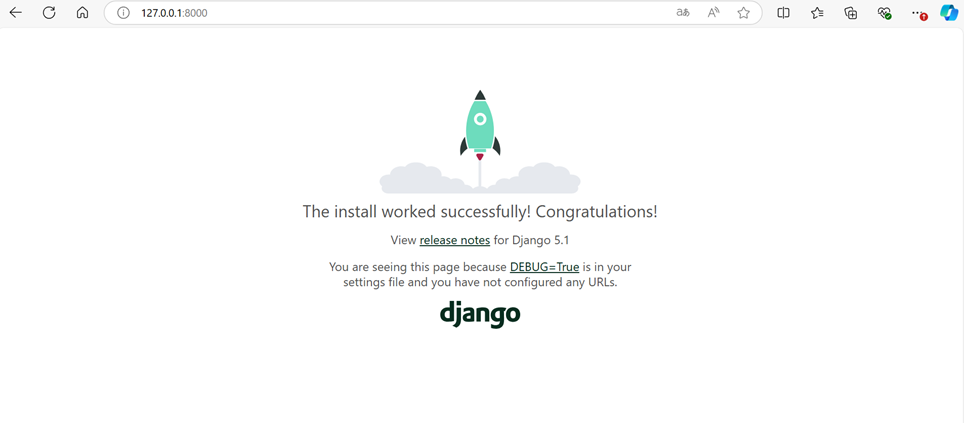 127.0.0.1:8000
The install worked successfully! Congratulations!
View release notes for Django 5.1
You are seeing this page because DEBUG=True is in your
settings file and you have not configured any URLs.
django